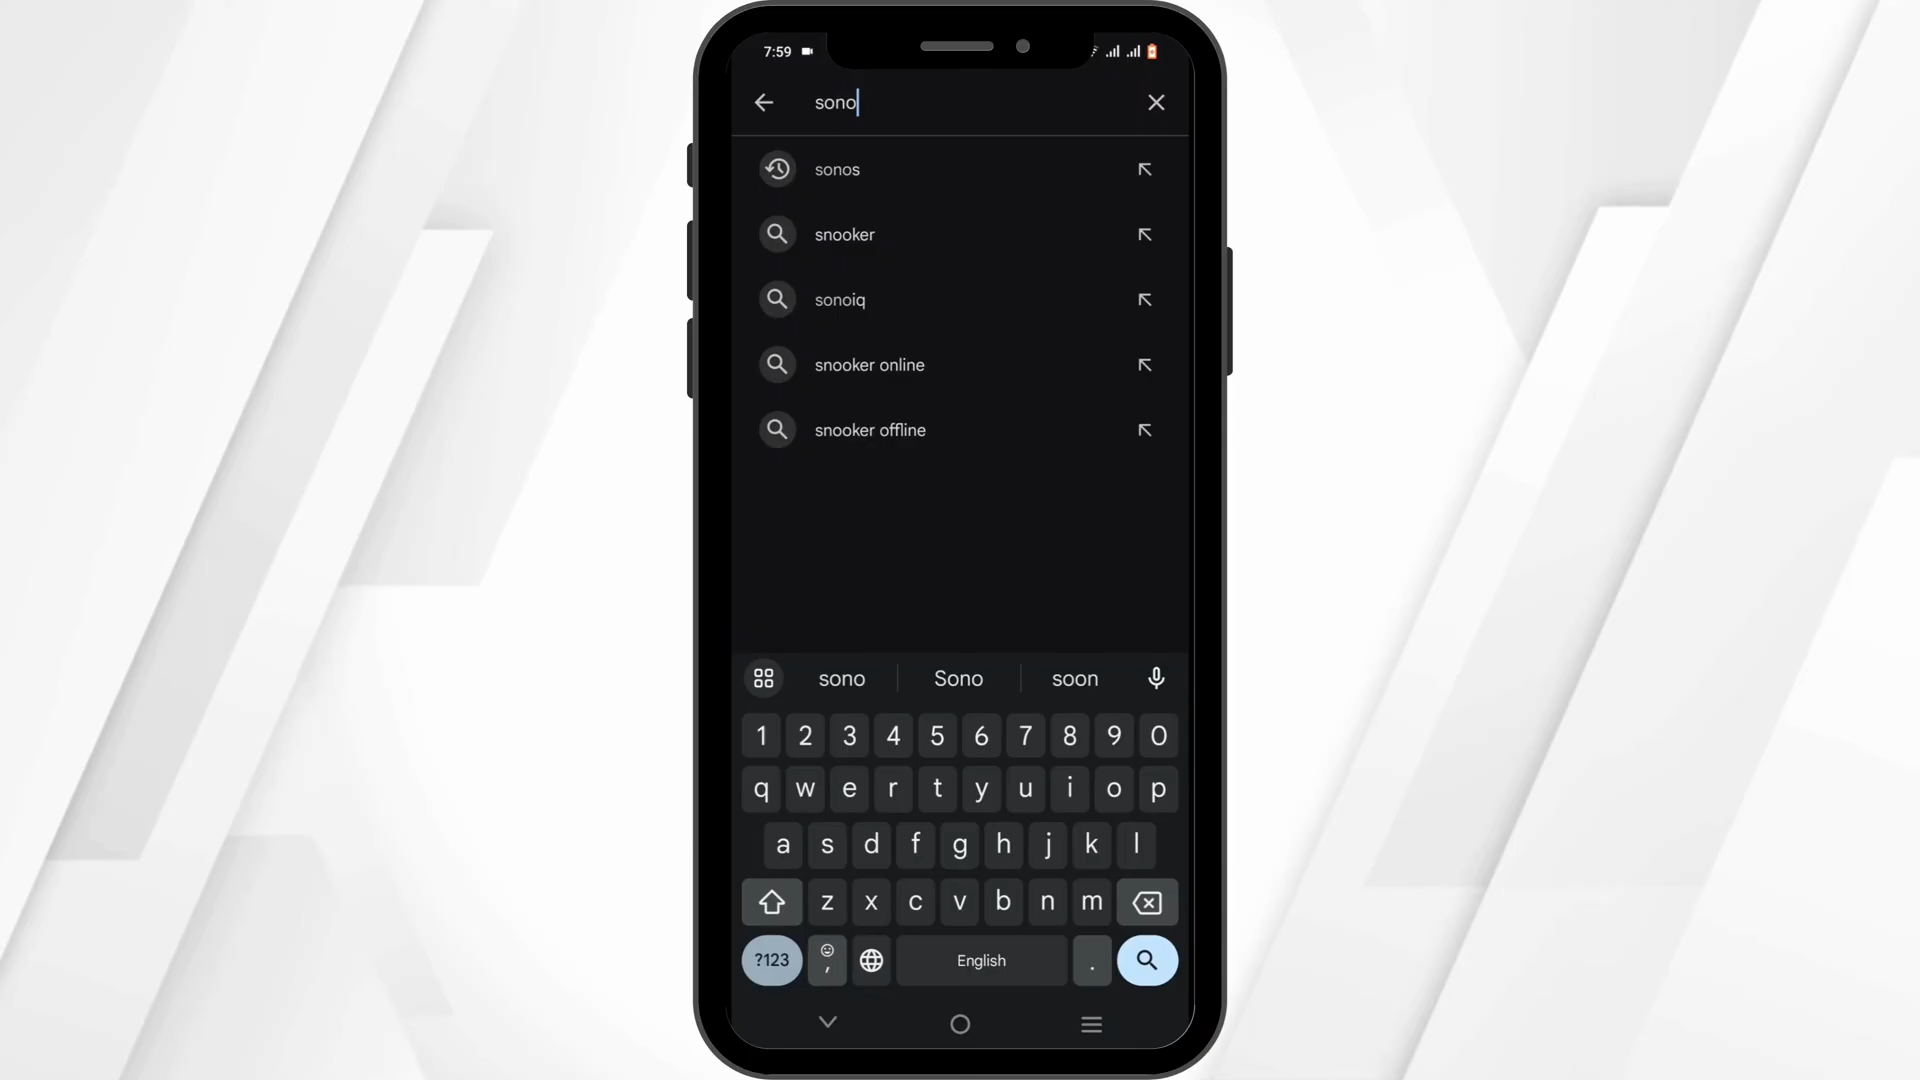 7:59
sono
sonos
snooker
sonoiq
snooker online
snooker offline
sono Sono soon
1 2 3 4 5 6 7 8 9 0
q w e r t y u i o p
a s d f g h j k l
z x c v b n m
?123 , English .